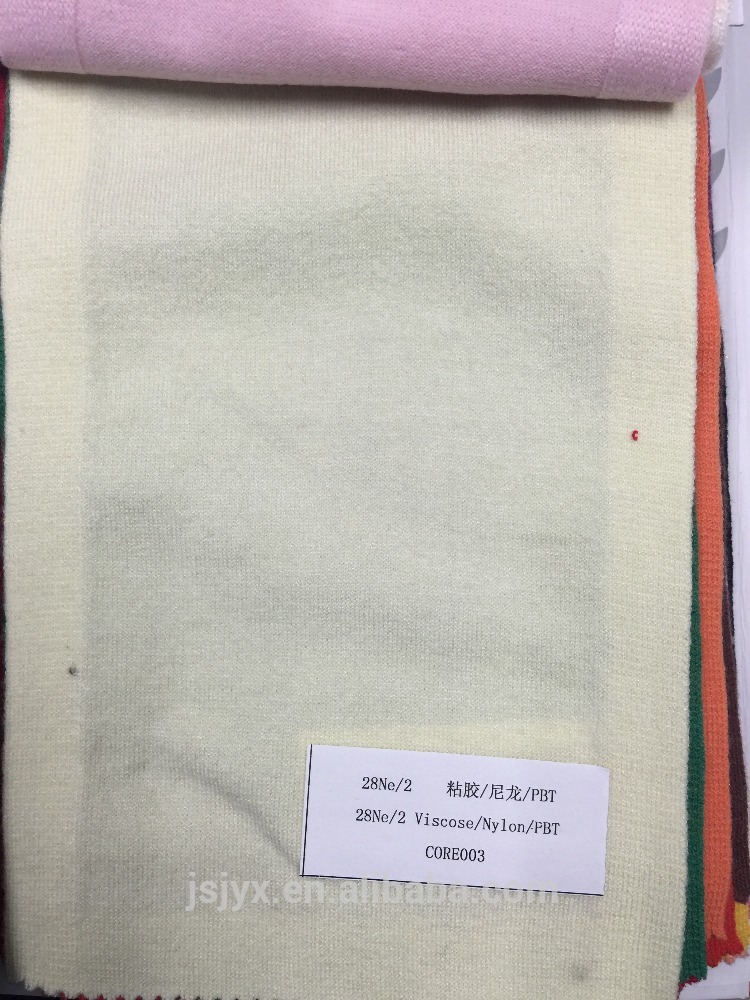 28Ne/2 粘胶/尼龙/PBT
28Ne/2 Viscose/Nylon/PBT
CORE003
jsjyx.en.alibaba.com